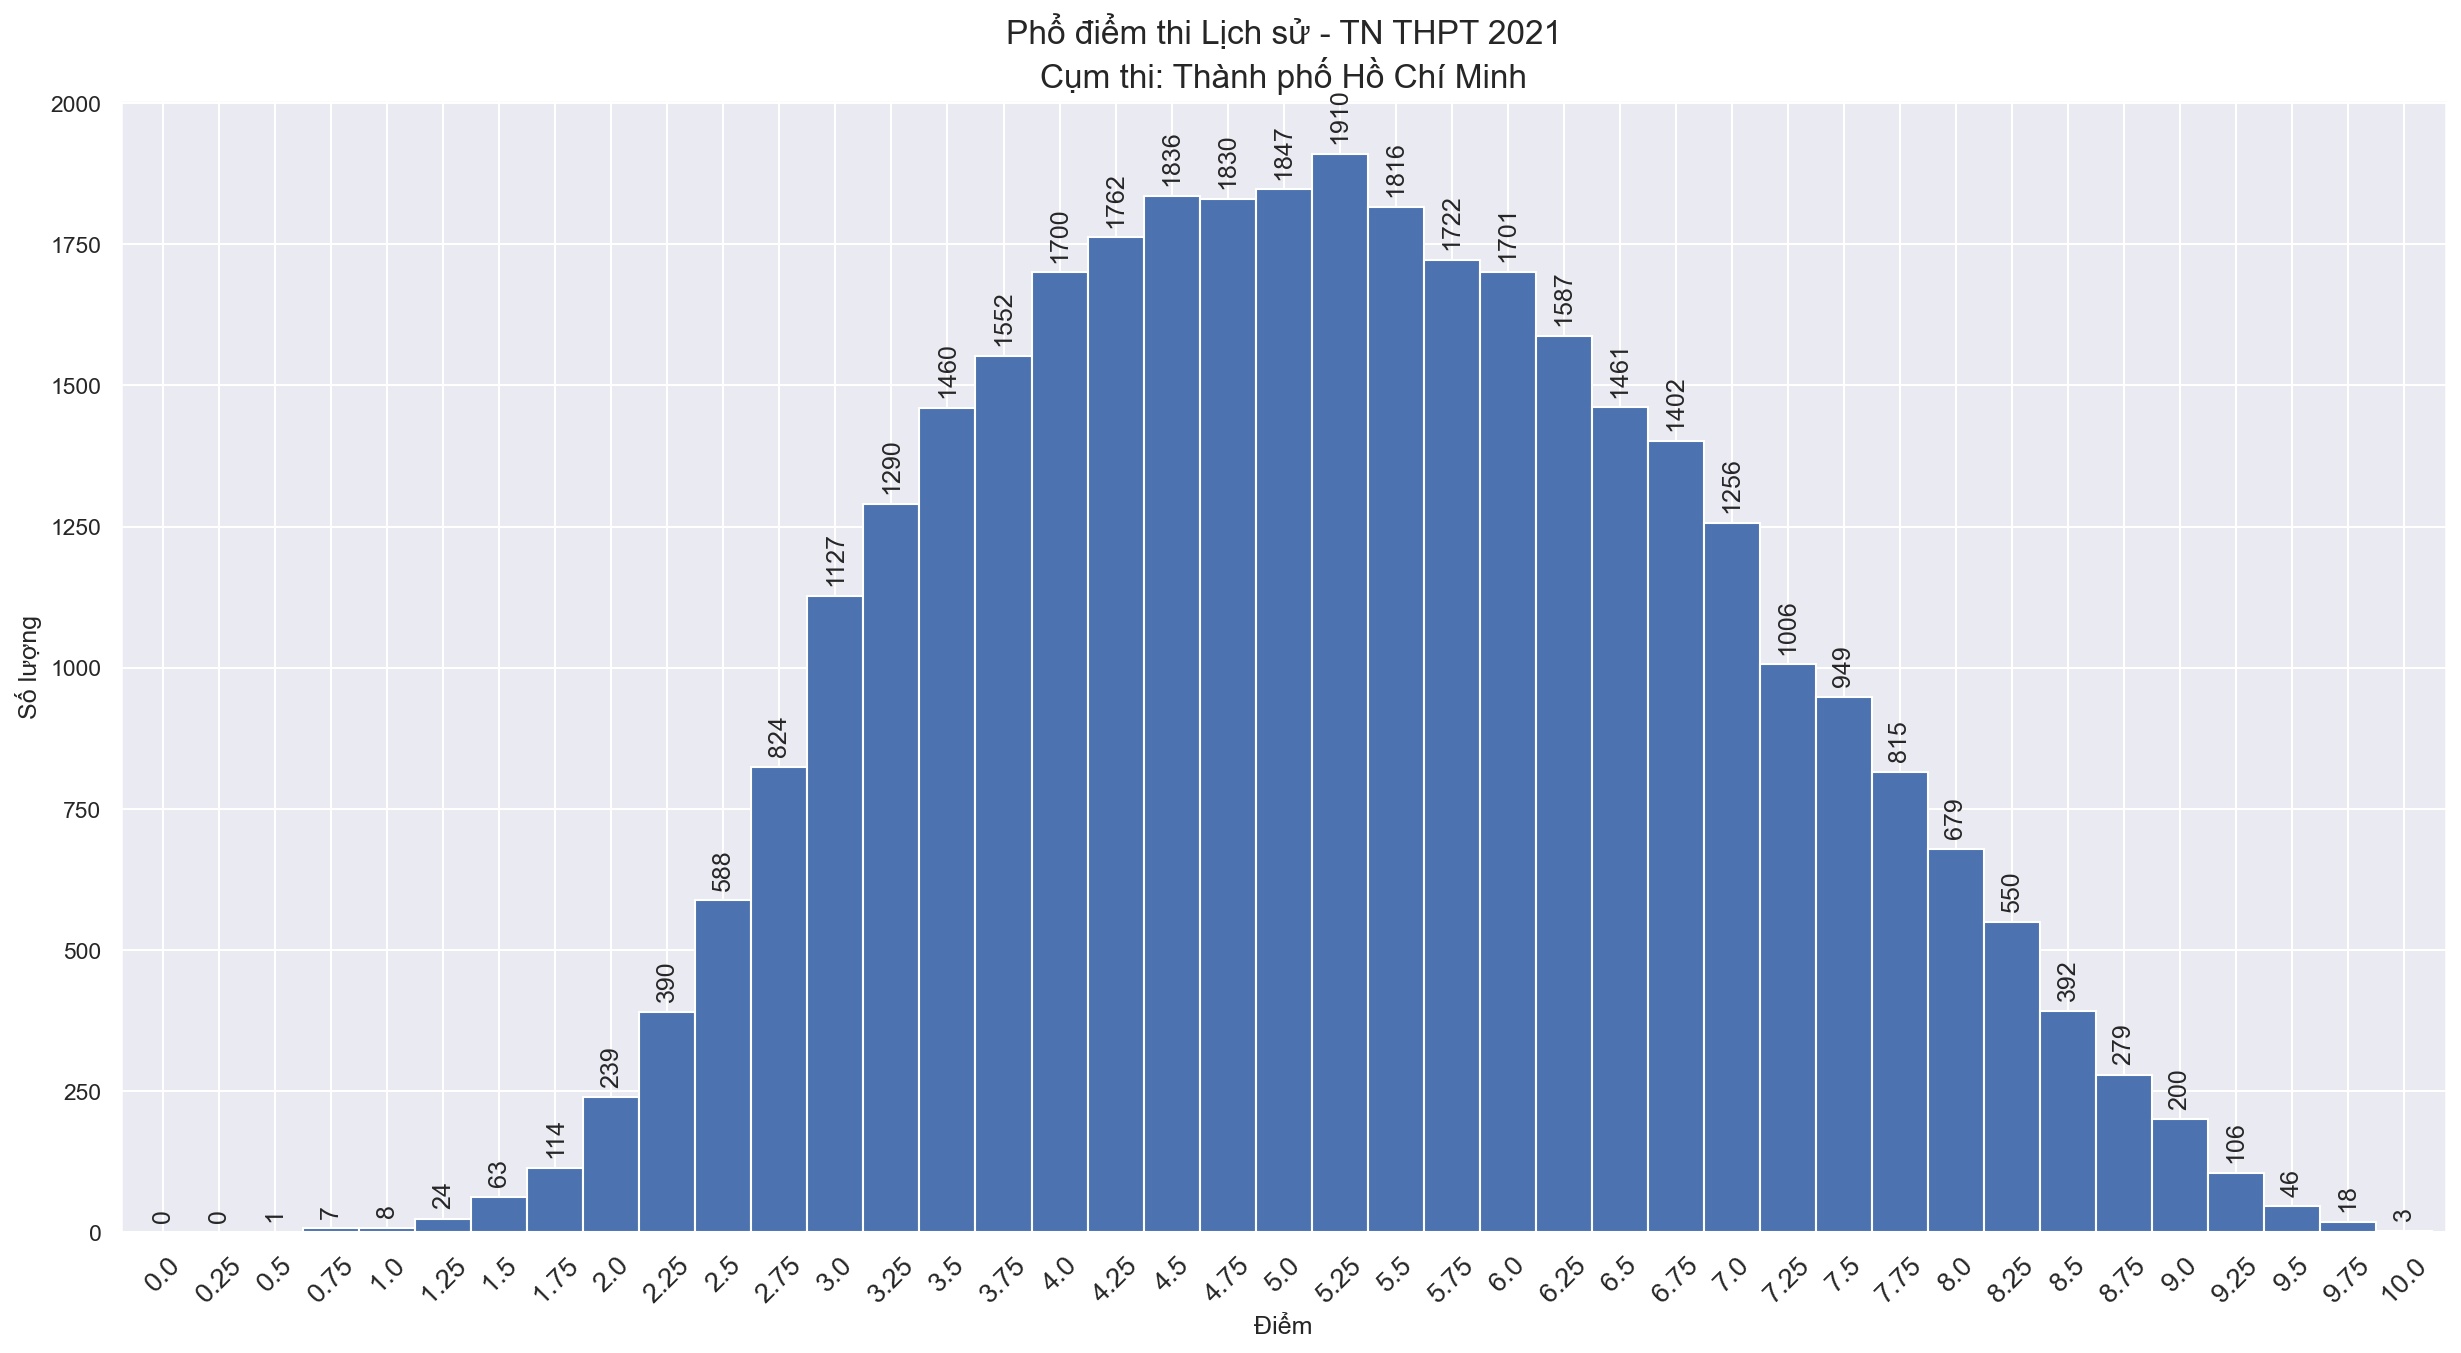 Phổ điểm thi Lịch sử - TN THPT 2021
Cụm thi: Thành phố Hồ Chí Minh
2000
1750
1500
1250
1000
750
500
250
0
Số lượng
0 0 1 7 8 24 63 114 239 390 588 824 1127 1290 1460 1552 1700 1762 1836 1830 1847 1910 1816 1722 1701 1587 1461 1402 1256 1006 949 815 679 550 392 279 200 106 46 18 3
0.0 0.25 0.5 0.75 1.0 1.25 1.5 1.75 2.0 2.25 2.5 2.75 3.0 3.25 3.5 3.75 4.0 4.25 4.5 4.75 5.0 5.25 5.5 5.75 6.0 6.25 6.5 6.75 7.0 7.25 7.5 7.75 8.0 8.25 8.5 8.75 9.0 9.25 9.5 9.75 10.0
Điểm